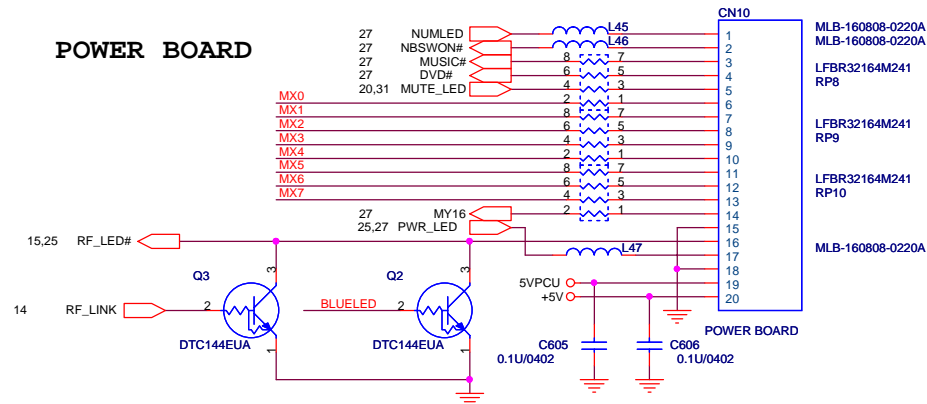 POWER BOARD
CN10
27 NUMLED L45 1 MLB-160808-0220A
27 NBSWON# L46 2 MLB-160808-0220A
27 MUSIC# 8 7 3
27 DVD# 6 5 4 LFBR32164M241
20,31 MUTE_LED 4 3 5 RP8
MX0 2 1 6
MX1 8 7 7
MX2 6 5 8 LFBR32164M241
MX3 4 3 9 RP9
MX4 2 1 10
MX5 8 7 11
MX6 6 5 12 LFBR32164M241
MX7 4 3 13 RP10
27 MY16 2 1 14
25,27 PWR_LED 15
15,25 RF_LED# 16
L47 17 MLB-160808-0220A
18
5VPCU 19
+5V 20
POWER BOARD
Q3 3 Q2 3
14 RF_LINK 2 BLUELED 2
DTC144EUA 1 DTC144EUA 1
C605 C606
0.1U/0402 0.1U/0402